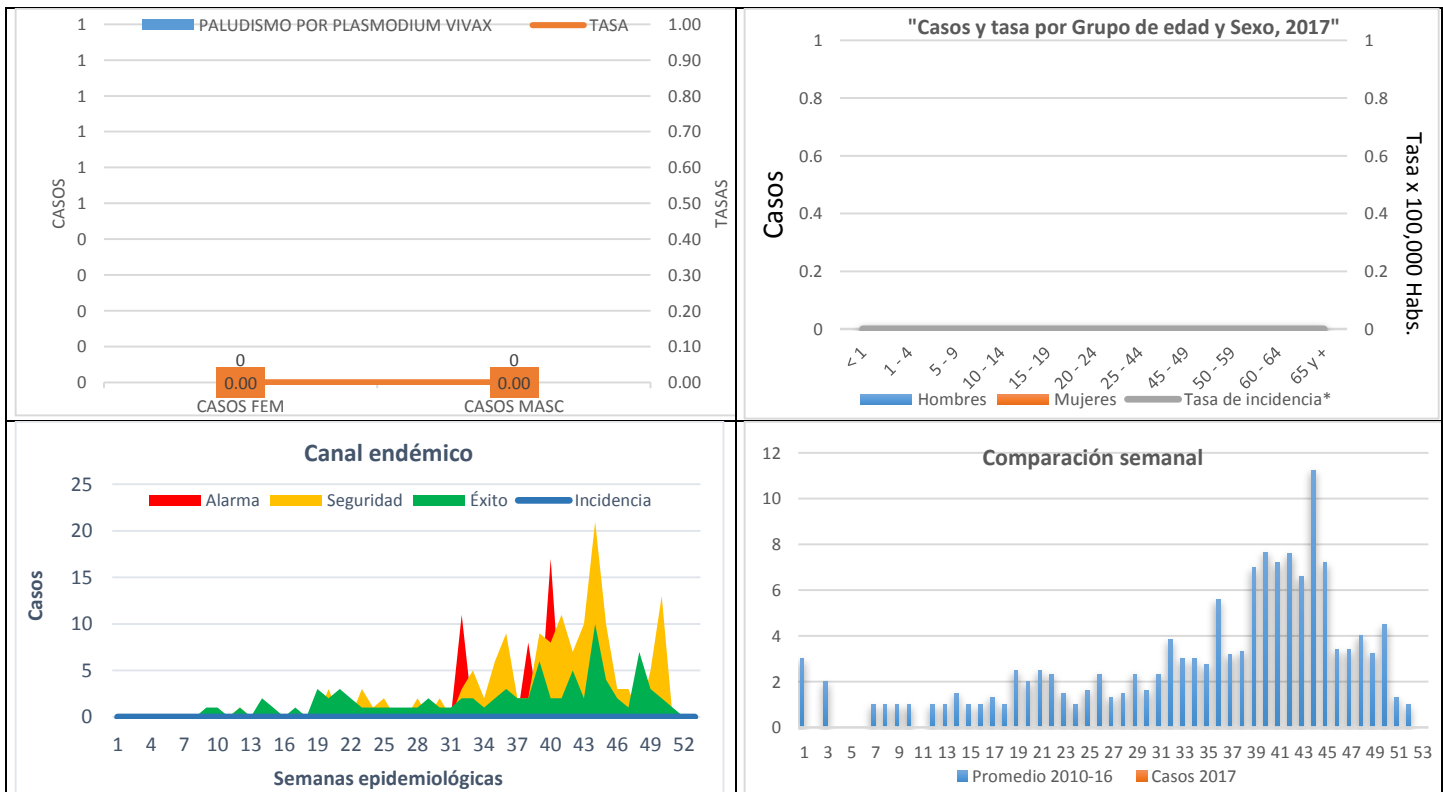 PALUDISMO POR PLASMODIUM VIVAX TASA
1 1.00
1 0.90
1 0.80
1 0.70
1 0.60
1 0.50
0 0.40
0 0.30
0 0.20
0 0.10
0 0.00
CASOS
TASAS
0 0
0.00 0.00
CASOS FEM CASOS MASC
"Casos y tasa por Grupo de edad y Sexo, 2017"
1 1
0.8 0.8
0.6 0.6
0.4 0.4
0.2 0.2
0 0
Casos
Tasa x 100,000 Habs.
< 1 1 - 4 5 - 9 10 - 14 15 - 19 20 - 24 25 - 44 45 - 49 50 - 59 60 - 64 65 y +
Hombres Mujeres Tasa de incidencia*
Canal endémico
Alarma Seguridad Éxito Incidencia
25
20
15
10
5
0
Casos
1 4 7 10 13 16 19 22 25 28 31 34 37 40 43 46 49 52
Semanas epidemiológicas
Comparación semanal
12
10
8
6
4
2
0
1 3 5 7 9 11 13 15 17 19 21 23 25 27 29 31 33 35 37 39 41 43 45 47 49 51 53
Promedio 2010-16 Casos 2017